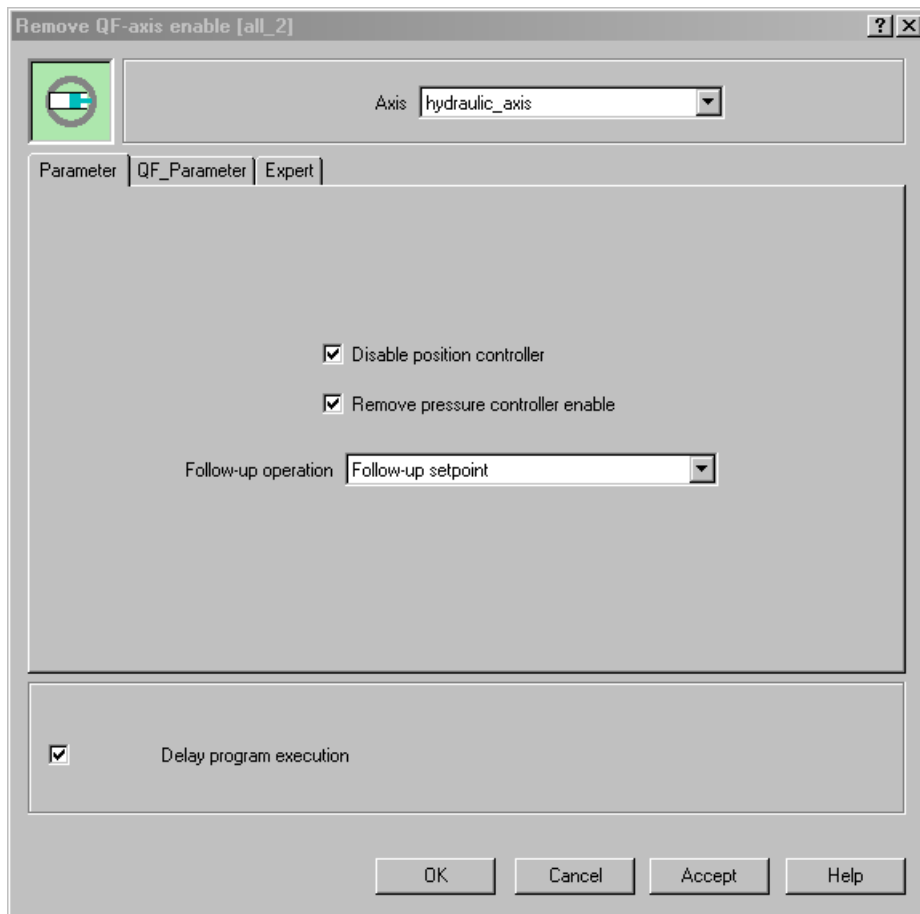 Remove QF-axis enable [all_2]
Axis hydraulic_axis
Parameter QF_Parameter Expert
Disable position controller
Remove pressure controller enable
Follow-up operation Follow-up setpoint
Delay program execution
OK Cancel Accept Help